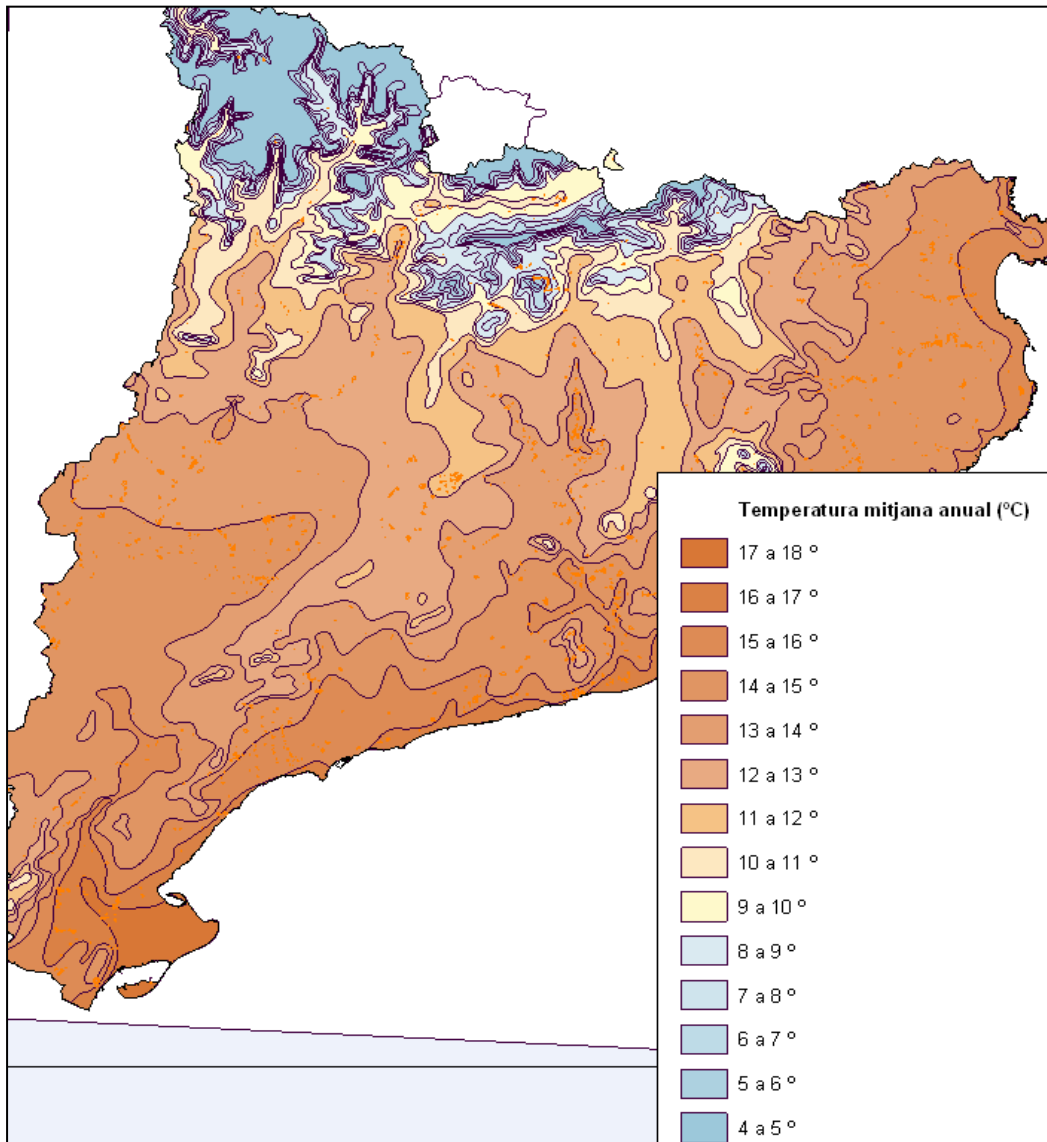 Temperatura mitjana anual (ºC)
17 a 18 º
16 a 17 º
15 a 16 º
14 a 15 º
13 a 14 º
12 a 13 º
11 a 12 º
10 a 11 º
9 a 10 º
8 a 9 º
7 a 8 º
6 a 7 º
5 a 6 º
4 a 5 º